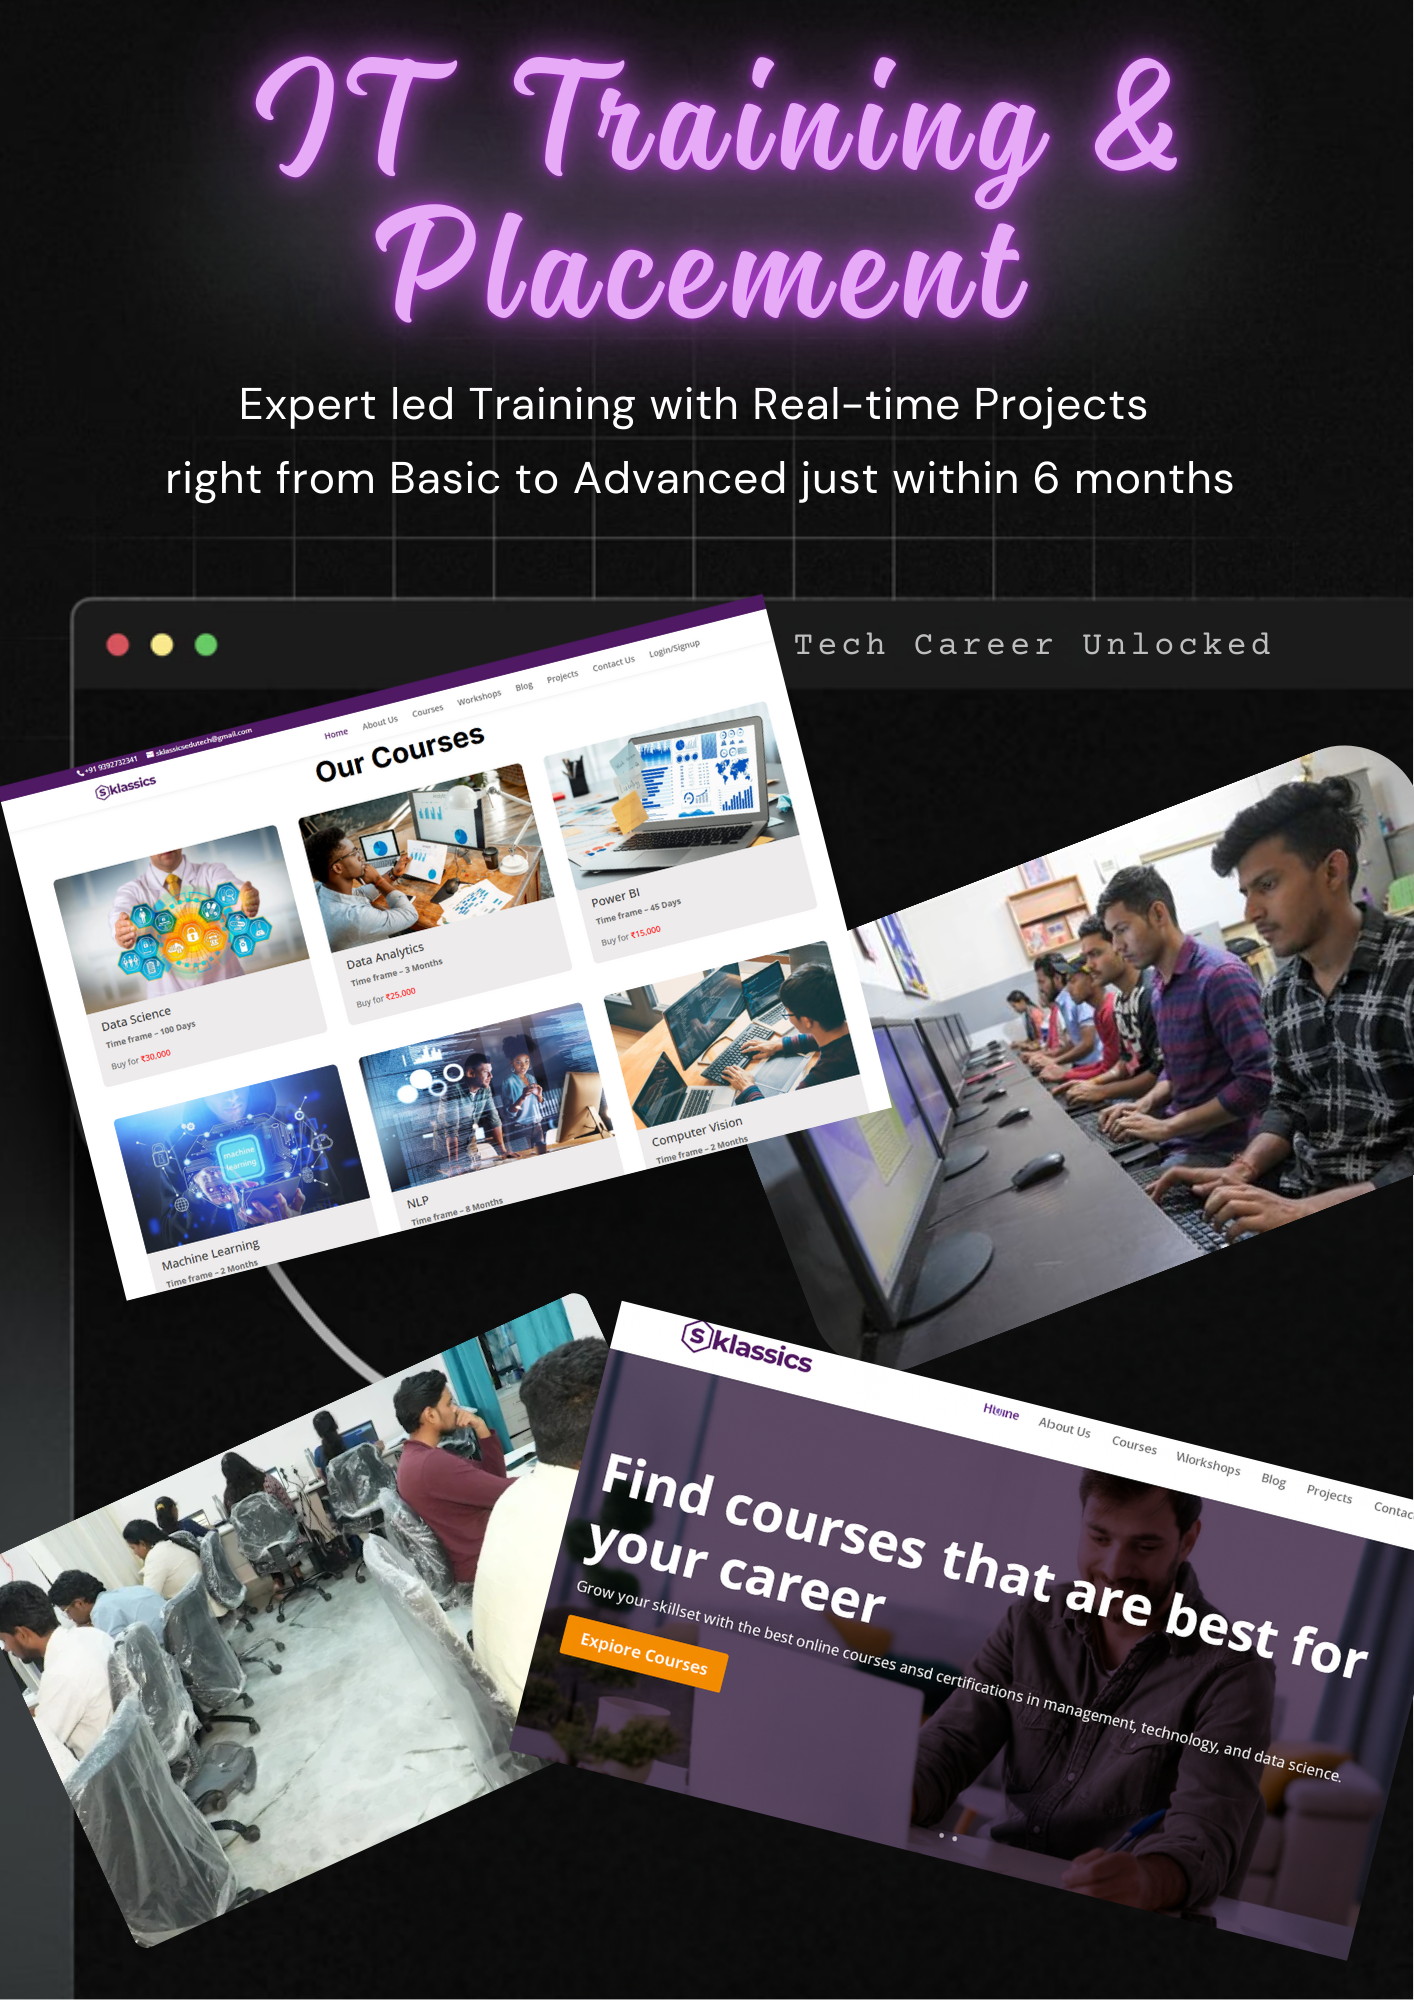 IT Training &
Placement
Expert led Training with Real-time Projects
right from Basic to Advanced just within 6 months
Tech Career Unlocked
+91 9392732341 sklassicsedutech@gmail.com
Sklassics
Home About Us Courses Workshops Blog Projects Contact Us Login/Signup
Our Courses
Data Science
Time frame – 100 Days
Buy for ₹30,000
Data Analytics
Time frame – 3 Months
Buy for ₹25,000
Power BI
Time frame – 45 Days
Buy for ₹15,000
machine
learning
Machine Learning
Time frame – 2 Months
NLP
Time frame – 8 Months
Computer Vision
Time frame – 2 Months
Sklassics
Home About Us Courses Workshops Blog Projects Contac
Find courses that are best for
your career
Grow your skillset with the best online courses ansd certifications in management, technology, and data science.
Expiore Courses